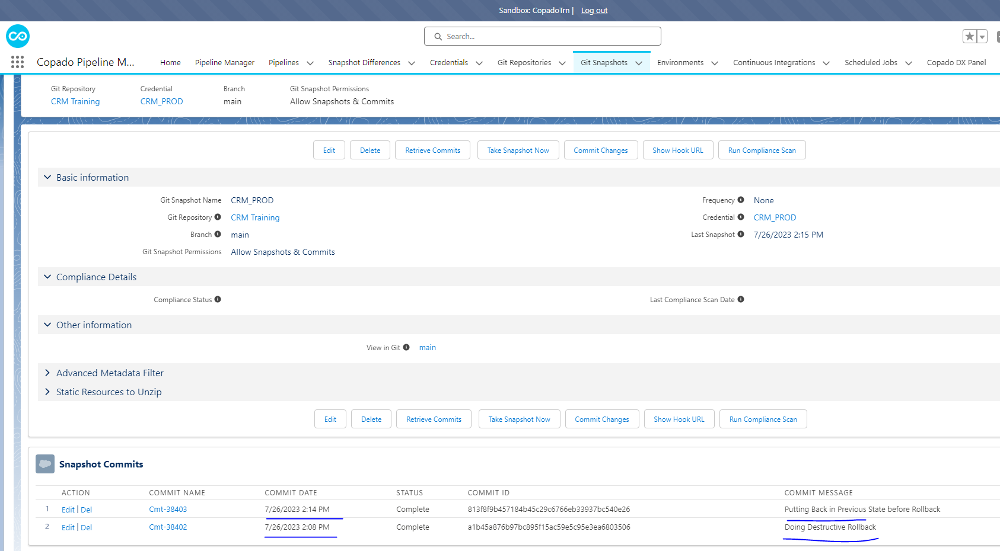 Sandbox: CopadoTrn | Log out
Search...
Copado Pipeline M... Home Pipeline Manager Pipelines Snapshot Differences Credentials Git Repositories Git Snapshots Environments Continuous Integrations Scheduled Jobs Copado DX Panel
Git Repository Credential Branch Git Snapshot Permissions
CRM Training CRM_PROD main Allow Snapshots & Commits
Edit Delete Retrieve Commits Take Snapshot Now Commit Changes Show Hook URL Run Compliance Scan
Basic information
Git Snapshot Name CRM_PROD Frequency None
Git Repository CRM Training Credential CRM_PROD
Branch main Last Snapshot 7/26/2023 2:15 PM
Git Snapshot Permissions Allow Snapshots & Commits
Compliance Details
Compliance Status Last Compliance Scan Date
Other information
View in Git main
Advanced Metadata Filter
Static Resources to Unzip
Edit Delete Retrieve Commits Take Snapshot Now Commit Changes Show Hook URL Run Compliance Scan
Snapshot Commits
ACTION COMMIT NAME COMMIT DATE STATUS COMMIT ID COMMIT MESSAGE
1 Edit | Del Cmt-38403 7/26/2023 2:14 PM Complete 813f8f9b457184b45c29c6766eb33937bc540e26 Putting Back in Previous State before Rollback
2 Edit | Del Cmt-38402 7/26/2023 2:08 PM Complete a1b45a876b97bc895f15ac59e5c95e3ea6803506 Doing Destructive Rollback